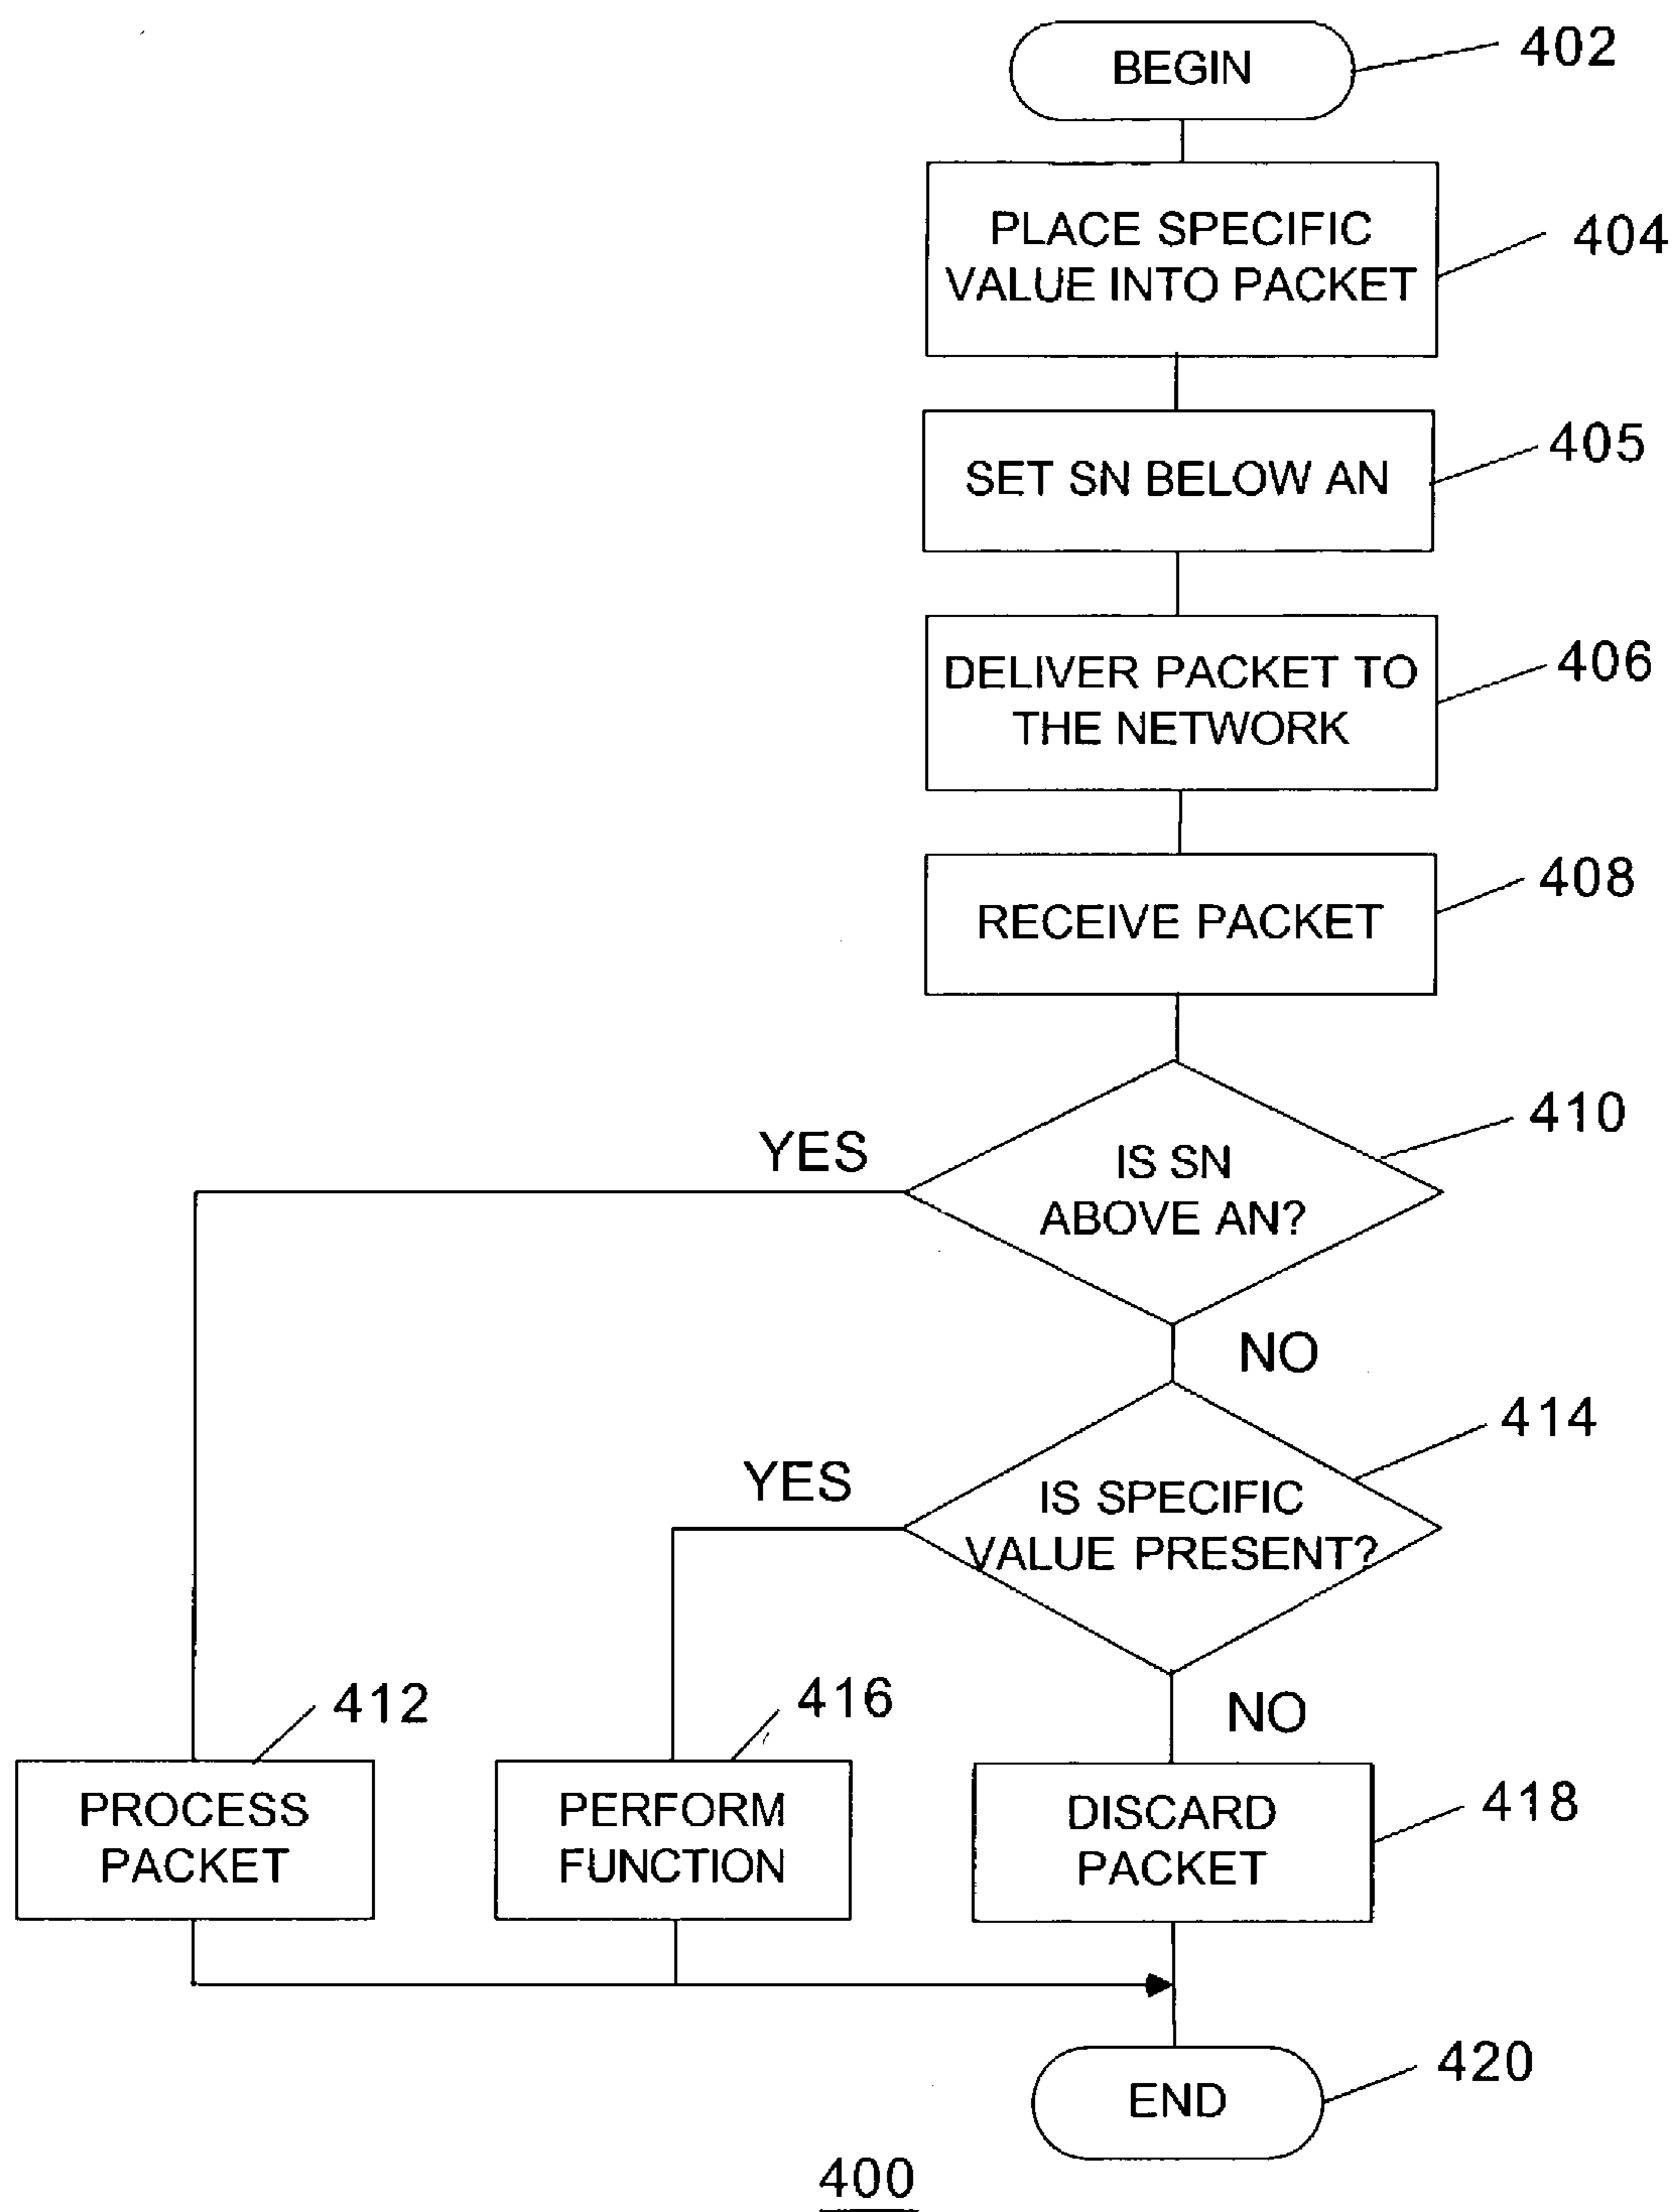 BEGIN
402
PLACE SPECIFIC
VALUE INTO PACKET
404
SET SN BELOW AN
405
DELIVER PACKET TO
THE NETWORK
406
RECEIVE PACKET
408
IS SN
ABOVE AN?
410
YES
NO
IS SPECIFIC
VALUE PRESENT?
414
YES
NO
PROCESS
PACKET
412
PERFORM
FUNCTION
416
DISCARD
PACKET
418
END
420
400